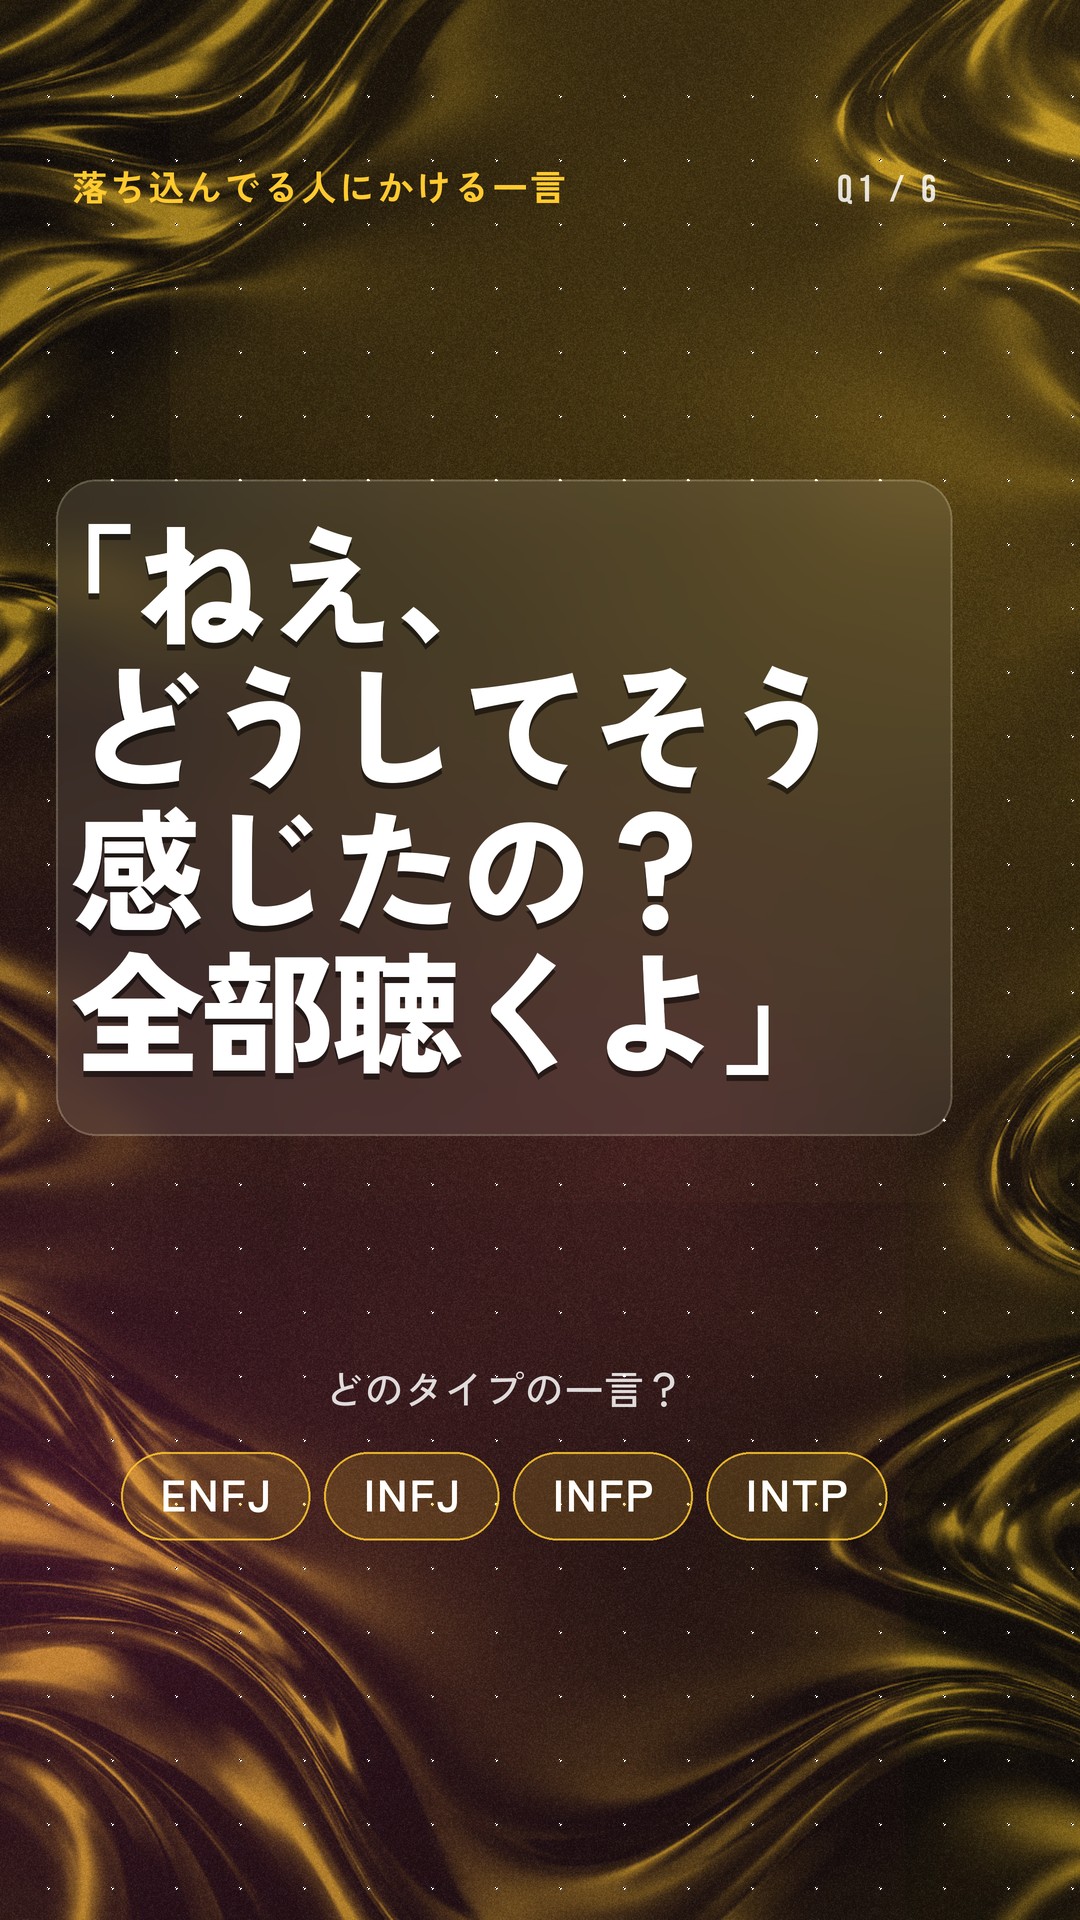 落ち込んでる人にかける一言
Q1 / 6
「ねえ、
どうしてそう
感じたの？
全部聴くよ」
どのタイプの一言？
ENFJ
INFJ
INFP
INTP